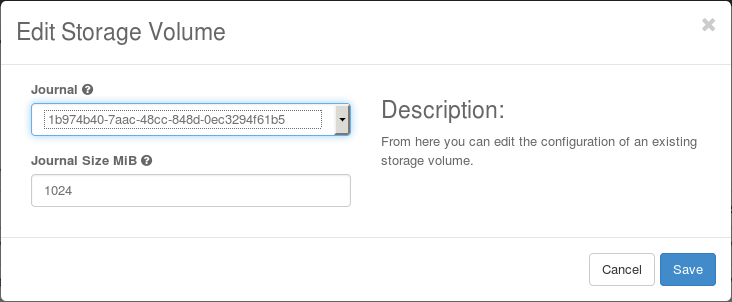 Edit Storage Volume
Journal
1b974b40-7aac-48cc-848d-0ec3294f61b5
Journal Size MiB
1024
Description:
From here you can edit the configuration of an existing
storage volume.
Cancel
Save